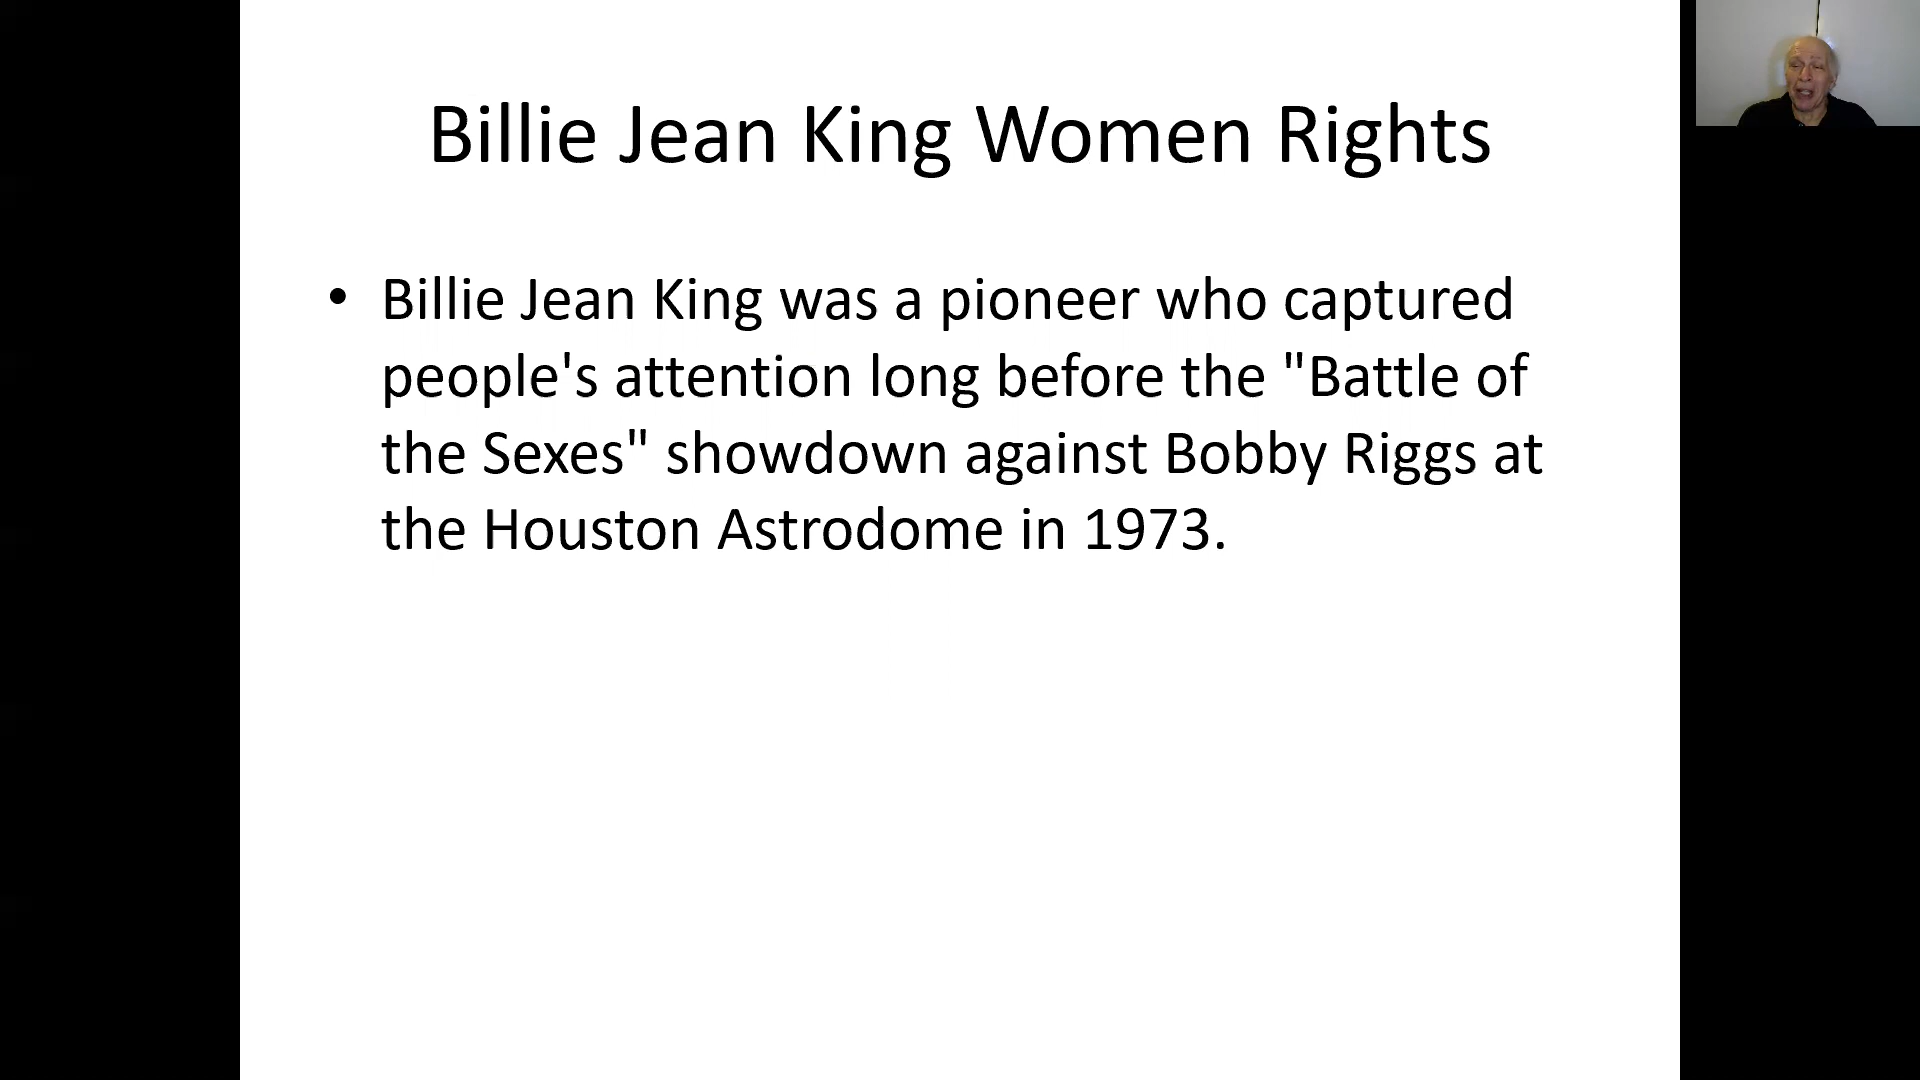 Billie Jean King Women Rights
• Billie Jean King was a pioneer who captured
people's attention long before the "Battle of
the Sexes" showdown against Bobby Riggs at
the Houston Astrodome in 1973.